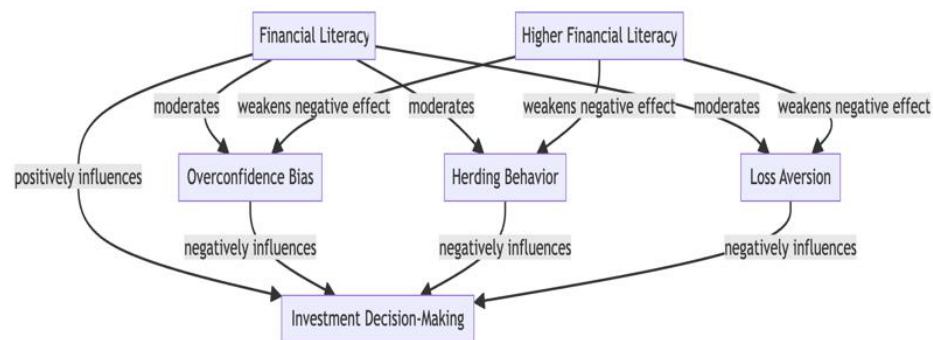 Financial Literacy
Higher Financial Literacy
moderates
weakens negative effect
moderates
weakens negative effect
moderates
weakens negative effect
positively influences
Overconfidence Bias
Herding Behavior
Loss Aversion
negatively influences
negatively influences
negatively influences
Investment Decision-Making